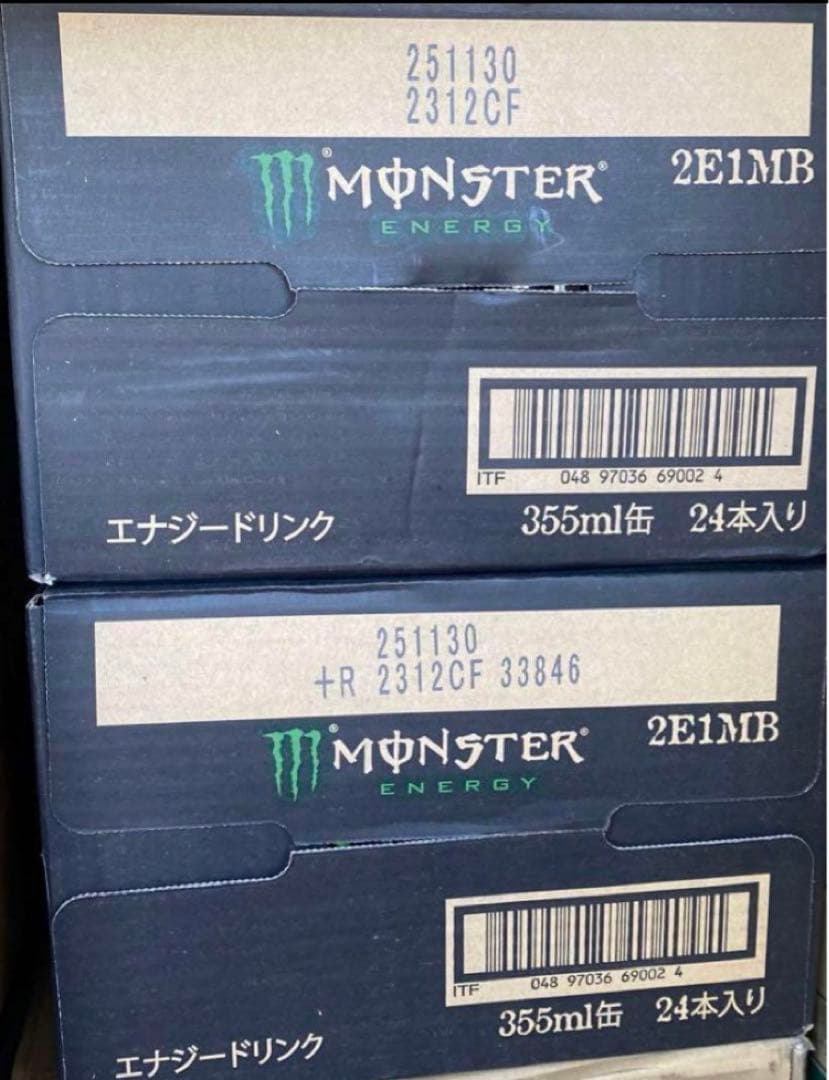 251130
2312CF
MONSTER® 2E1MB
ENERGY
ITF 048 97036 69002 4
エナジードリンク 355ml缶 24本入り
251130
+R 2312CF 33846
MONSTER® 2E1MB
ENERGY
ITF 048 97036 69002 4
エナジードリンク 355ml缶 24本入り